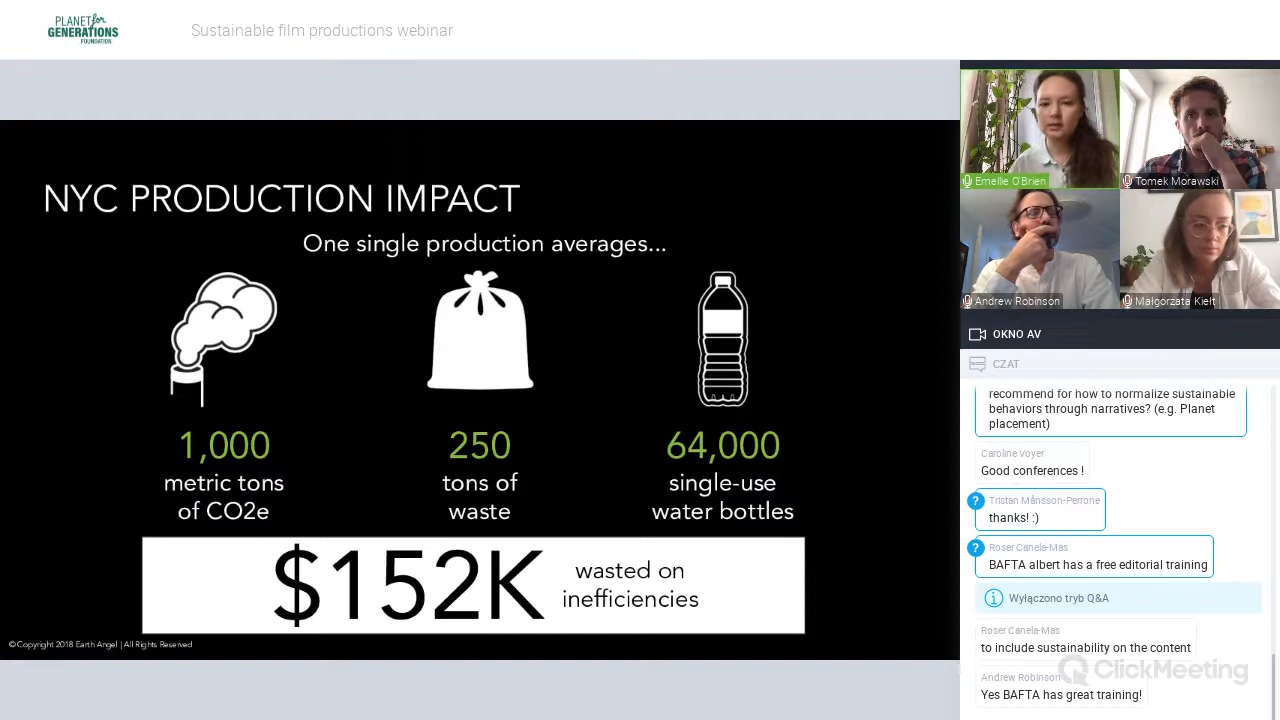 PLANET for
GENERATIONS
FOUNDATION
Sustainable film productions webinar
NYC PRODUCTION IMPACT
One single production averages...
1,000
metric tons
of CO2e
250
tons of
waste
64,000
single-use
water bottles
$152K
wasted on
inefficiencies
© Copyright 2018 Earth Angel | All Rights Reserved
Emellie O'Brien
Tomek Morawski
Andrew Robinson
Małgorzata Kiełt
OKNO AV
CZAT
recommend for how to normalize sustainable
behaviors through narratives? (e.g. Planet
placement)
Caroline Voyer
Good conferences !
?
Tristan Månsson-Perrone
thanks! :)
?
Roser Canela-Mas
BAFTA albert has a free editorial training
Wyłączono tryb Q&A
Roser Canela-Mas
to include sustainability on the content
Andrew Robinson
Yes BAFTA has great training!
ClickMeeting